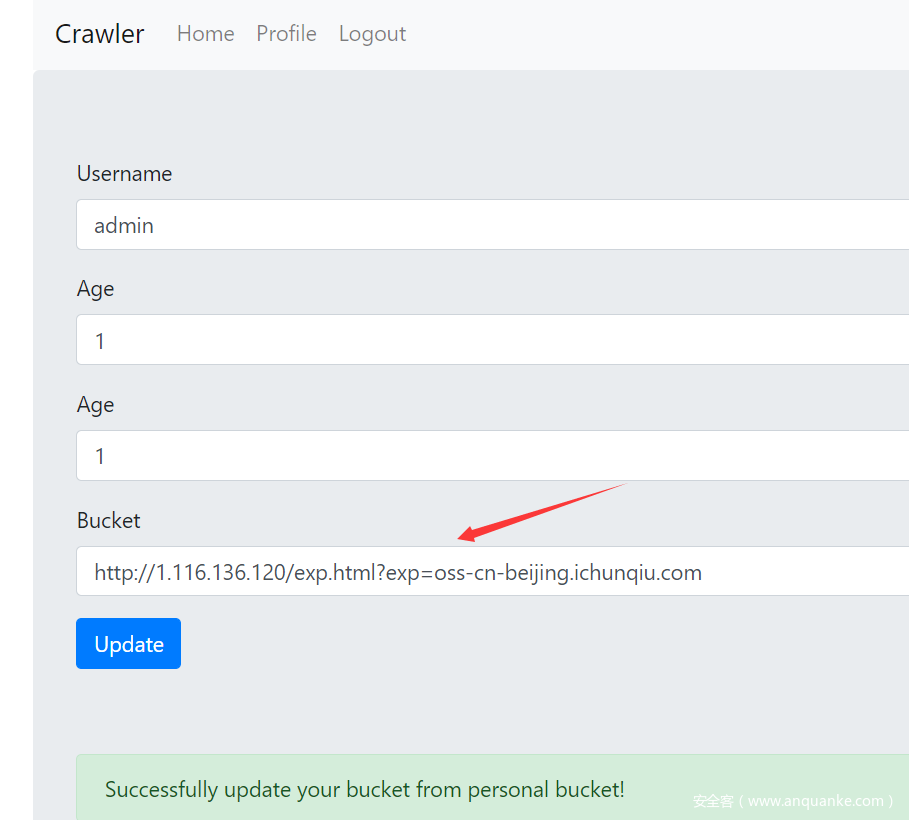 Crawler Home Profile Logout
Username
admin
Age
1
Age
1
Bucket
http://1.116.136.120/exp.html?exp=oss-cn-beijing.ichunqiu.com
Update
Successfully update your bucket from personal bucket!
安全客（www.anquanke.com）